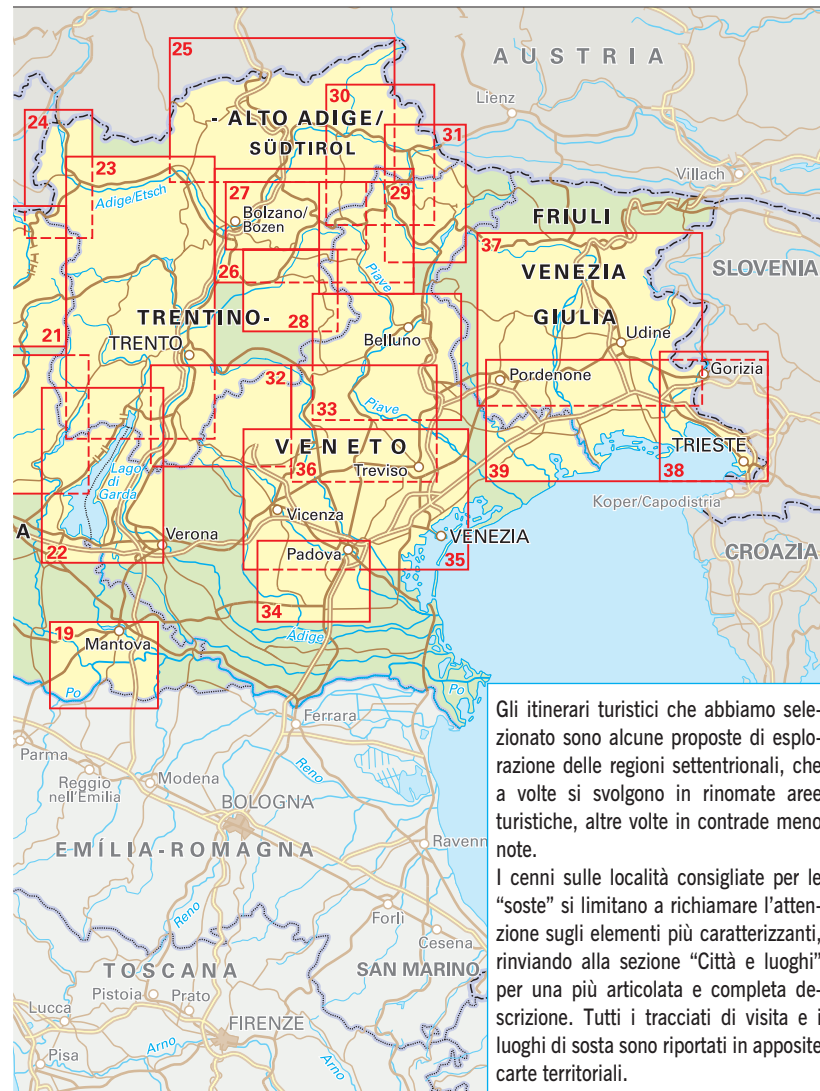 25
AUSTRIA
Lienz
30
24
- ALTO ADIGE/
SÜDTIROL
31
23
Villach
Adige/Etsch
27
29
Bolzano/
Bozen
FRIULI
37
VENEZIA
SLOVENIA
26
Piave
GIULIA
TRENTINO-
28
Udine
Belluno
21
TRENTO
Gorizia
32
Pordenone
33
Piave
VENETO
TRIESTE
36
Treviso
39
38
Lago
di
Garda
Koper/Capodistria
Vicenza
A
Verona
VENEZIA
22
Padova
35
CROAZIA
34
19
Adige
Mantova
Po
Po
Ferrara
Parma
Reno
Reggio
nell'Emilia
Modena
BOLOGNA
EMÍLIA-ROMAGNA
Ravenn
Reno
Forlì
Cesena
TOSCANA
SAN MARINO
Pistoia
Prato
Lucca
FIRENZE
Arno
Pisa
Arno
Gli itinerari turistici che abbiamo sele-
zionato sono alcune proposte di esplo-
razione delle regioni settentrionali, che
a volte si svolgono in rinomate aree
turistiche, altre volte in contrade meno
note.
I cenni sulle località consigliate per le
“soste” si limitano a richiamare l’atten-
zione sugli elementi più caratterizzanti,
rinviando alla sezione “Città e luoghi”
per una più articolata e completa de-
scrizione. Tutti i tracciati di visita e i
luoghi di sosta sono riportati in apposite
carte territoriali.